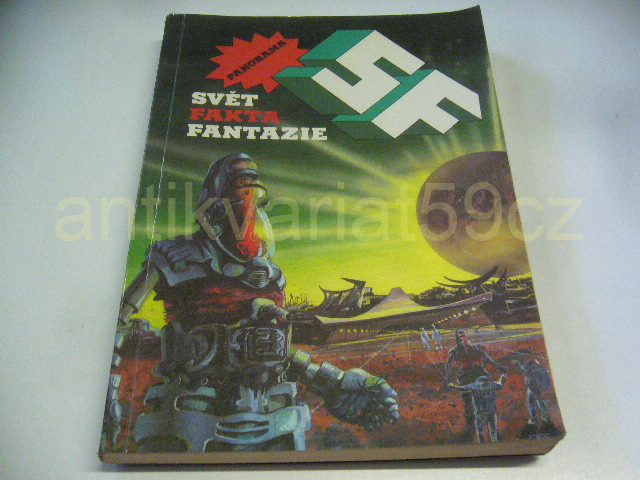 PANORAMA
SF
SVĚT
FAKTA
FANTAZIE
antikvariat59cz